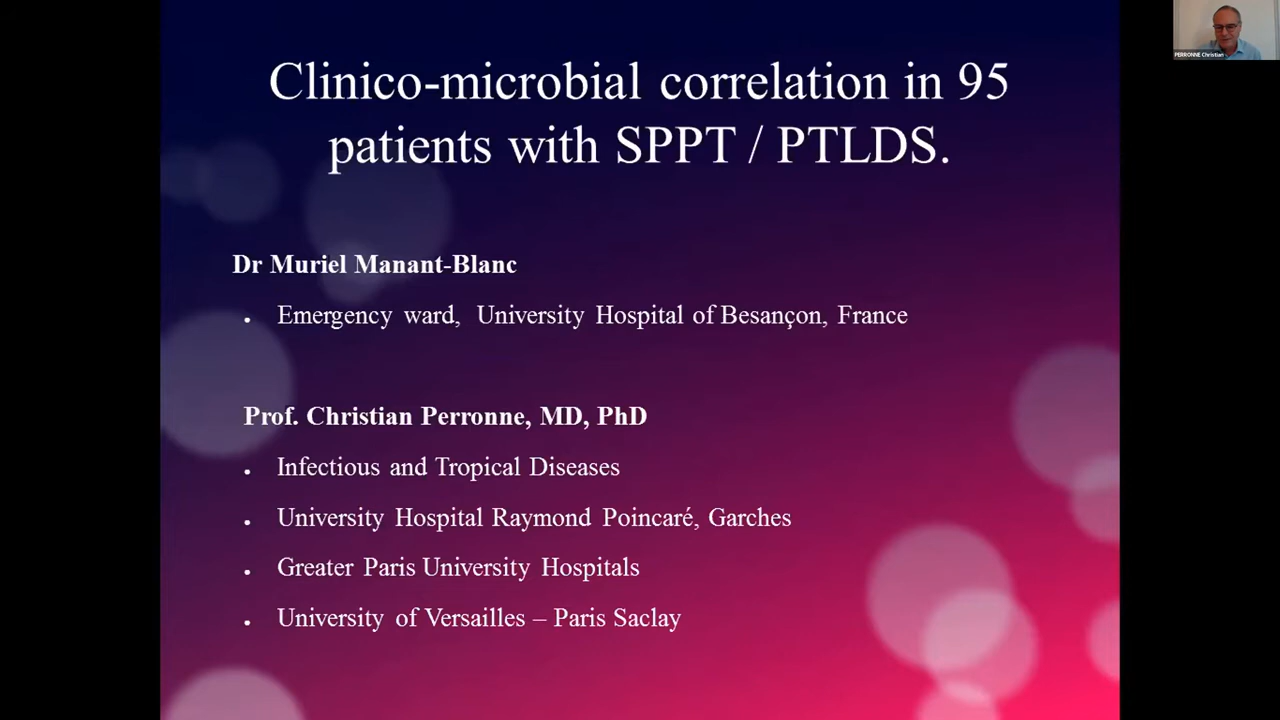 Clinico-microbial correlation in 95
patients with SPPT / PTLDS.
PERRONNE Christian
Dr Muriel Manant-Blanc
• Emergency ward, University Hospital of Besançon, France
Prof. Christian Perronne, MD, PhD
• Infectious and Tropical Diseases
• University Hospital Raymond Poincaré, Garches
• Greater Paris University Hospitals
• University of Versailles – Paris Saclay